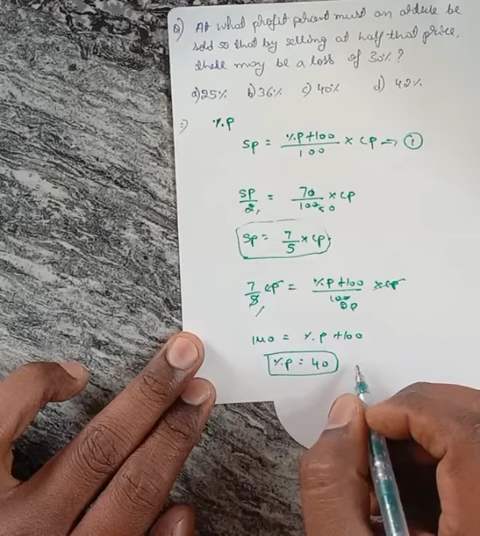 Q) At what profit percent must an article be
sold so that by selling at half that price,
there may be a loss of 30%?
a) 25% b) 36% c) 40% d) 42%
%P
SP = %P+100/100 × CP → ①
SP/2 = 70/100 50 × CP
SP = 7/5 × CP
7/5 CP = %P+100/100 × CP
140 = %P +100
%P = 40